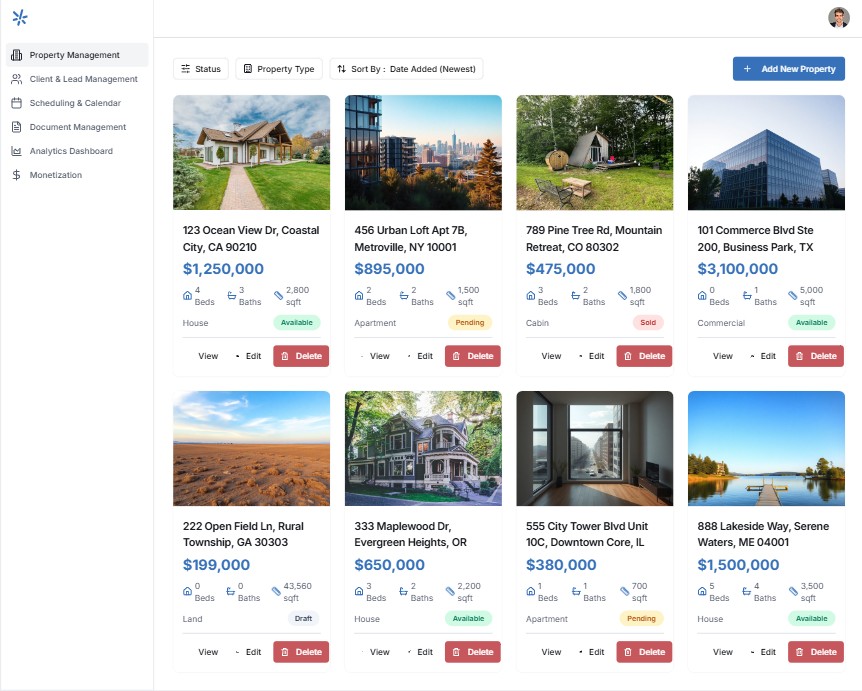 Property Management
Client & Lead Management
Scheduling & Calendar
Document Management
Analytics Dashboard
Monetization
Status
Property Type
Sort By : Date Added (Newest)
Add New Property
123 Ocean View Dr, Coastal
City, CA 90210
$1,250,000
4
Beds
3
Baths
2,800
sqft
House
Available
View
Edit
Delete
456 Urban Loft Apt 7B,
Metroville, NY 10001
$895,000
2
Beds
2
Baths
1,500
sqft
Apartment
Pending
View
Edit
Delete
789 Pine Tree Rd, Mountain
Retreat, CO 80302
$475,000
3
Beds
2
Baths
1,800
sqft
Cabin
Sold
View
Edit
Delete
101 Commerce Blvd Ste
200, Business Park, TX
$3,100,000
0
Beds
1
Baths
5,000
sqft
Commercial
Available
View
Edit
Delete
222 Open Field Ln, Rural
Township, GA 30303
$199,000
0
Beds
0
Baths
43,560
sqft
Land
Draft
View
Edit
Delete
333 Maplewood Dr,
Evergreen Heights, OR
$650,000
3
Beds
2
Baths
2,200
sqft
House
Available
View
Edit
Delete
555 City Tower Blvd Unit
10C, Downtown Core, IL
$380,000
1
Beds
1
Baths
700
sqft
Apartment
Pending
View
Edit
Delete
888 Lakeside Way, Serene
Waters, ME 04001
$1,500,000
5
Beds
4
Baths
3,500
sqft
House
Available
View
Edit
Delete